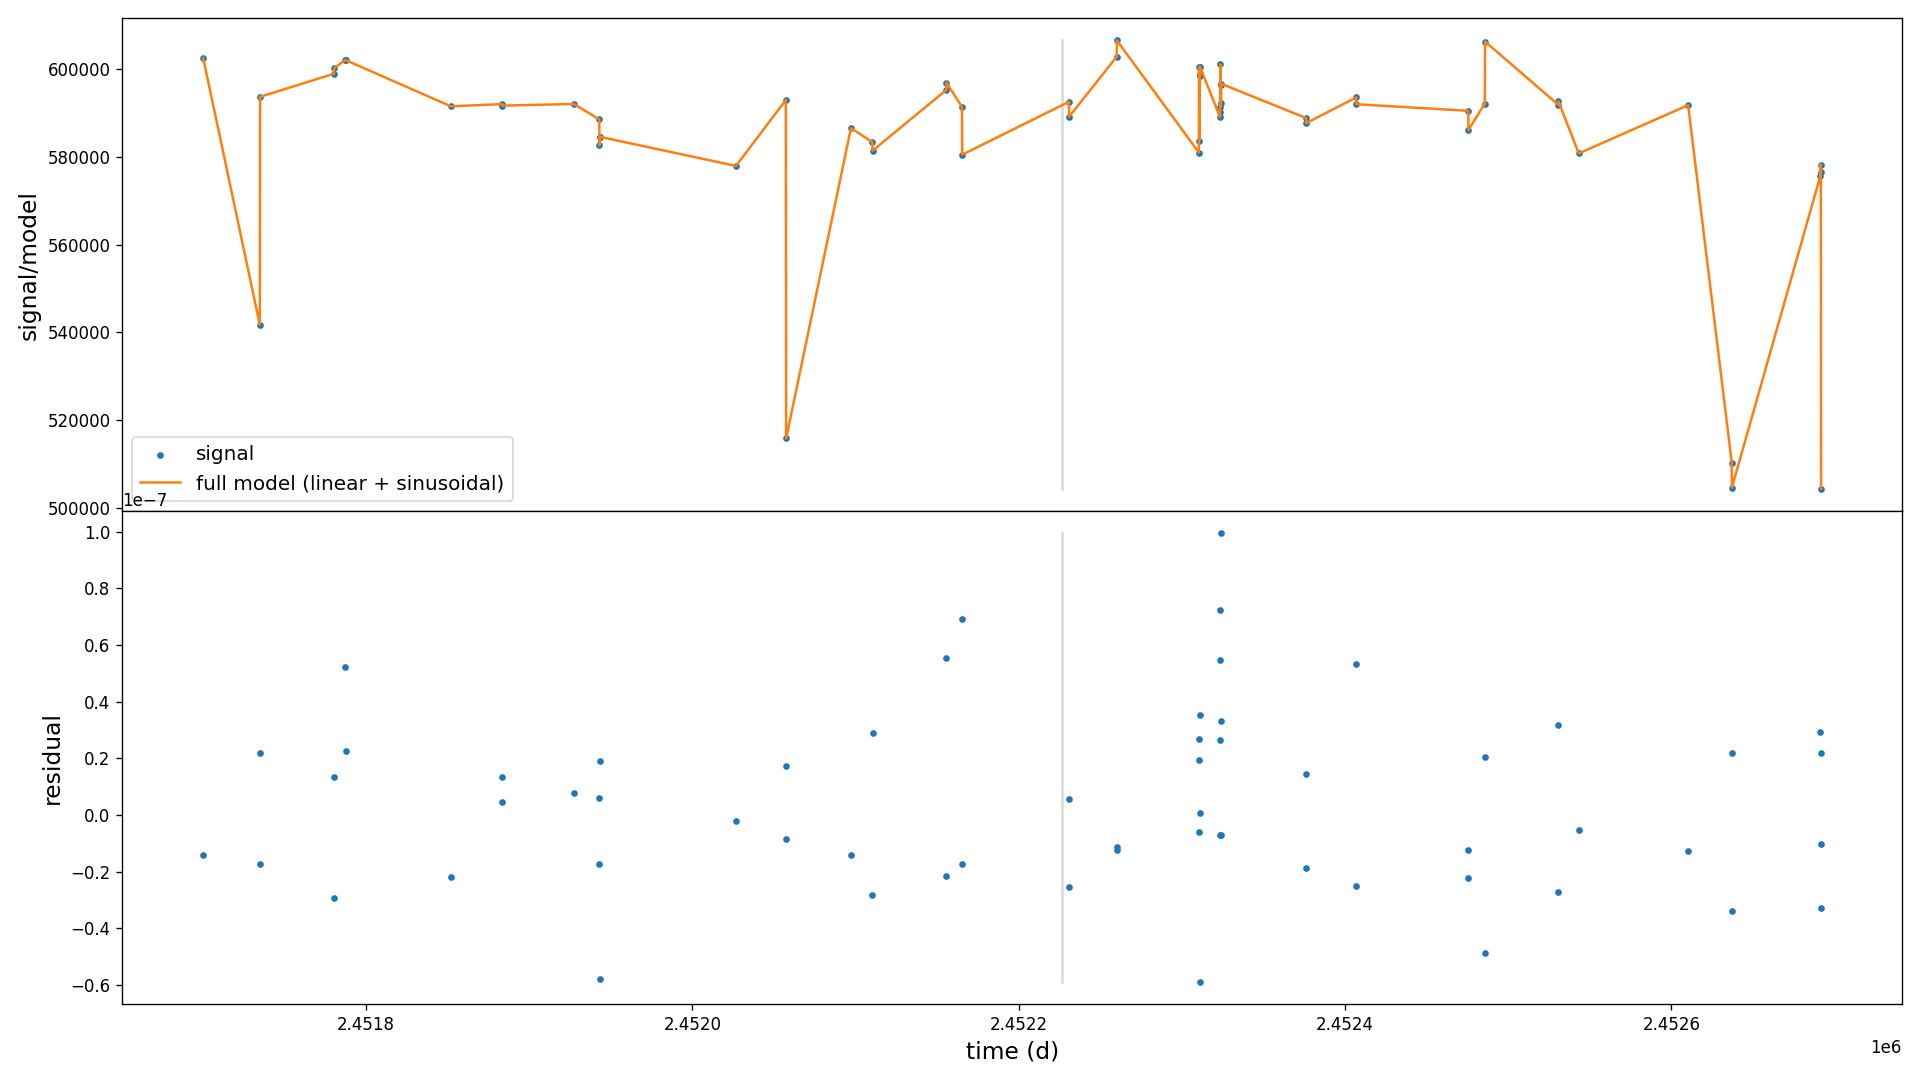 600000
580000
560000
540000
520000
500000
signal/model
signal
full model (linear + sinusoidal)
1e−7
1.0
0.8
0.6
0.4
0.2
0.0
−0.2
−0.4
−0.6
residual
2.4518
2.4520
2.4522
2.4524
2.4526
time (d)
1e6